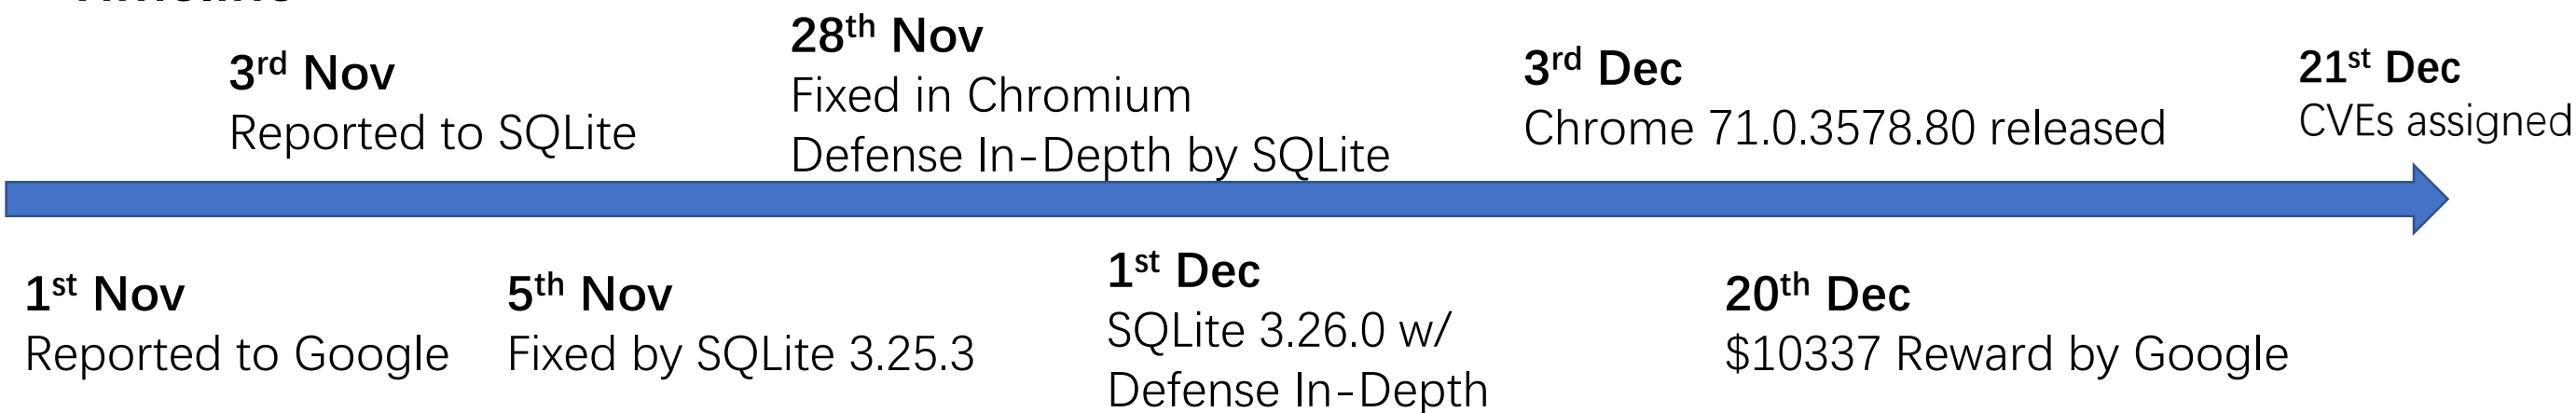 3rd Nov
Reported to SQLite
28th Nov
Fixed in Chromium
Defense In-Depth by SQLite
3rd Dec
Chrome 71.0.3578.80 released
21st Dec
CVEs assigned
1st Nov
Reported to Google
5th Nov
Fixed by SQLite 3.25.3
1st Dec
SQLite 3.26.0 w/
Defense In-Depth
20th Dec
$10337 Reward by Google